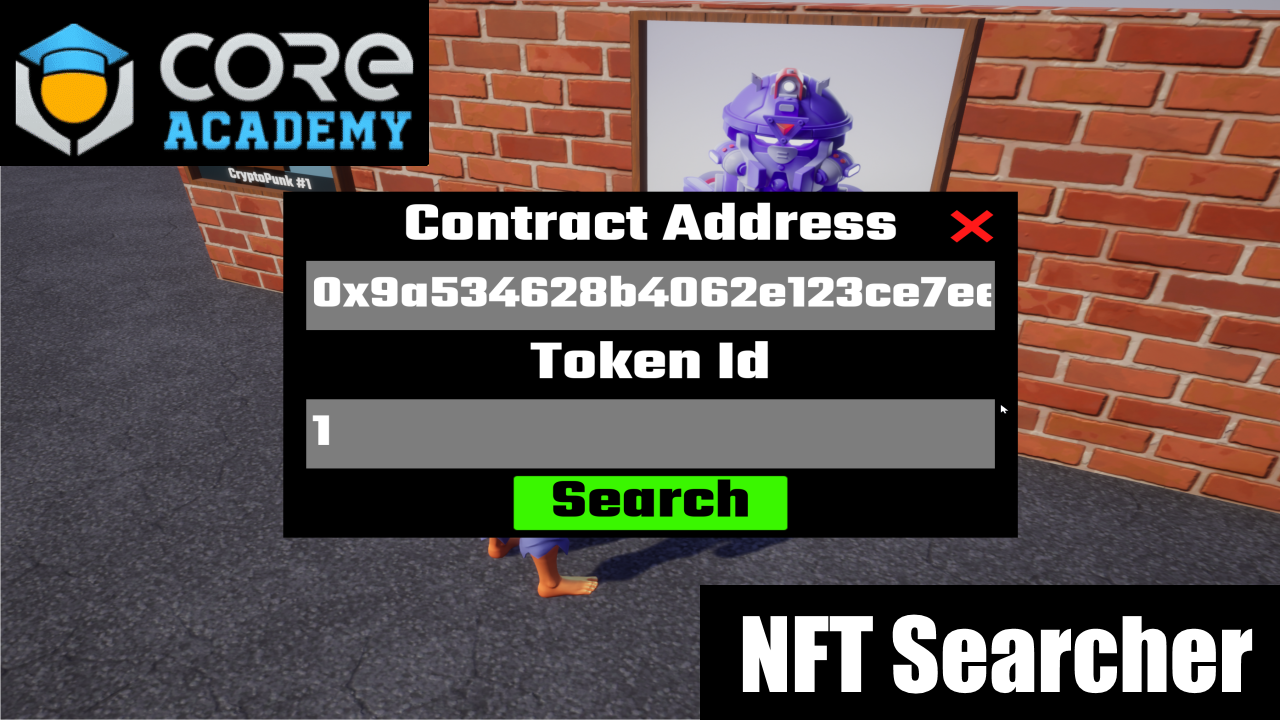 CORE
ACADEMY
CryptoPunk #1
Contract Address
0x9a534628b4062e123ce7ee
Token Id
1
Search
NFT Searcher